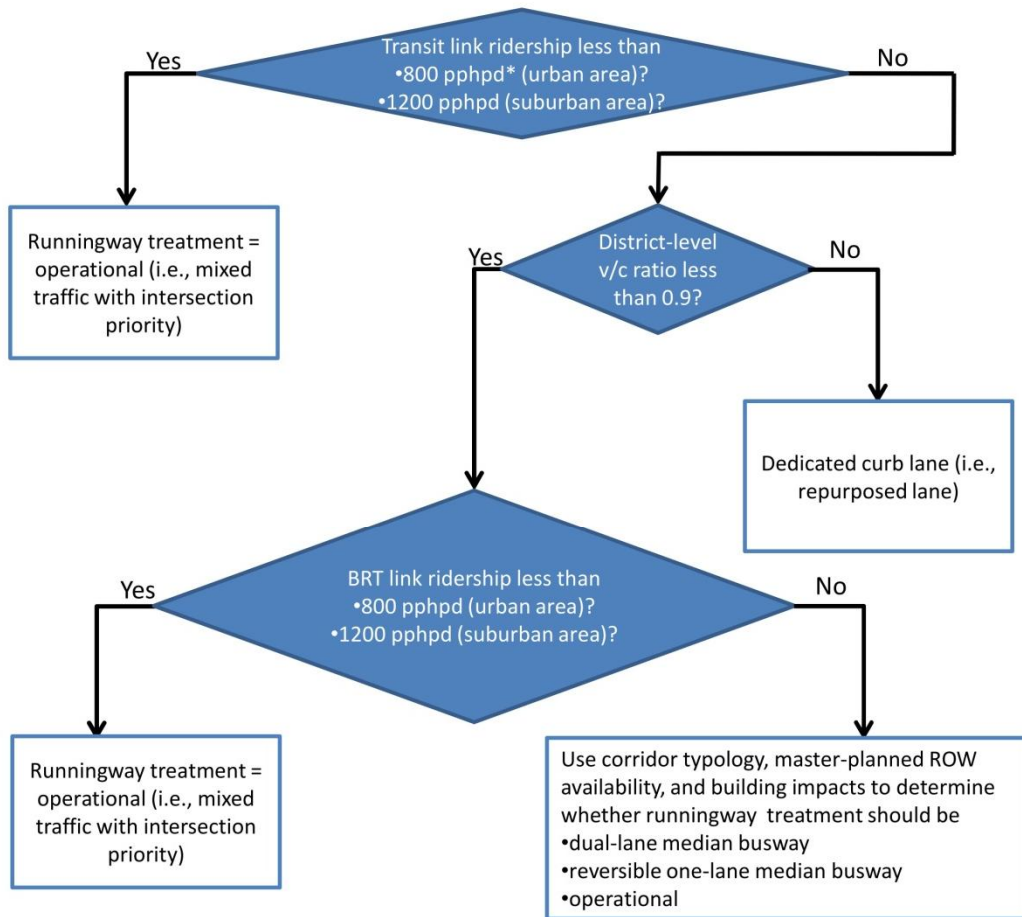 Transit link ridership less than
•800 pphpd* (urban area)?
•1200 pphpd (suburban area)?
Yes
No
Runningway treatment =
operational (i.e., mixed
traffic with intersection
priority)
District-level
v/c ratio less
than 0.9?
Yes
No
Dedicated curb lane (i.e.,
repurposed lane)
BRT link ridership less than
•800 pphpd (urban area)?
•1200 pphpd (suburban area)?
Yes
No
Runningway treatment =
operational (i.e., mixed
traffic with intersection
priority)
Use corridor typology, master-planned ROW
availability, and building impacts to determine
whether runningway treatment should be
•dual-lane median busway
•reversible one-lane median busway
•operational